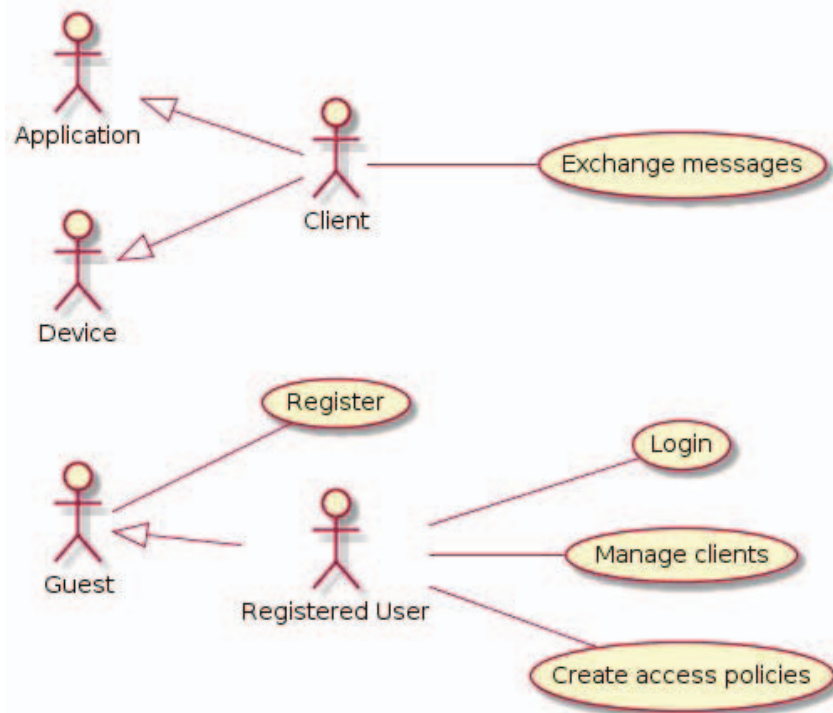 Application
Client
Exchange messages
Device
Register
Login
Guest
Manage clients
Registered User
Create access policies